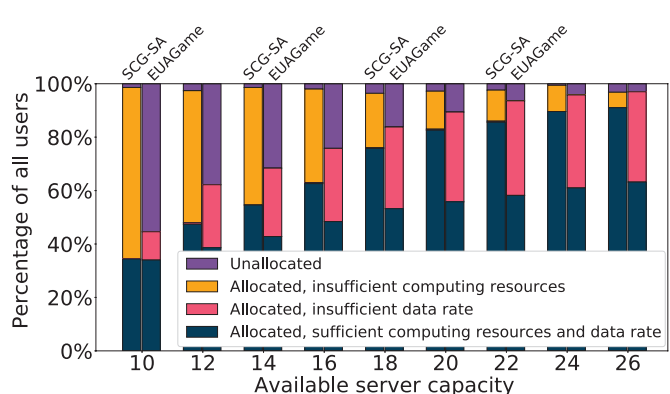 SCG-SA
EUAGame
SCG-SA
EUAGame
SCG-SA
EUAGame
SCG-SA
EUAGame
Percentage of all users
100%
80%
60%
40%
20%
0%
Unallocated
Allocated, insufficient computing resources
Allocated, insufficient data rate
Allocated, sufficient computing resources and data rate
10 12 14 16 18 20 22 24 26
Available server capacity